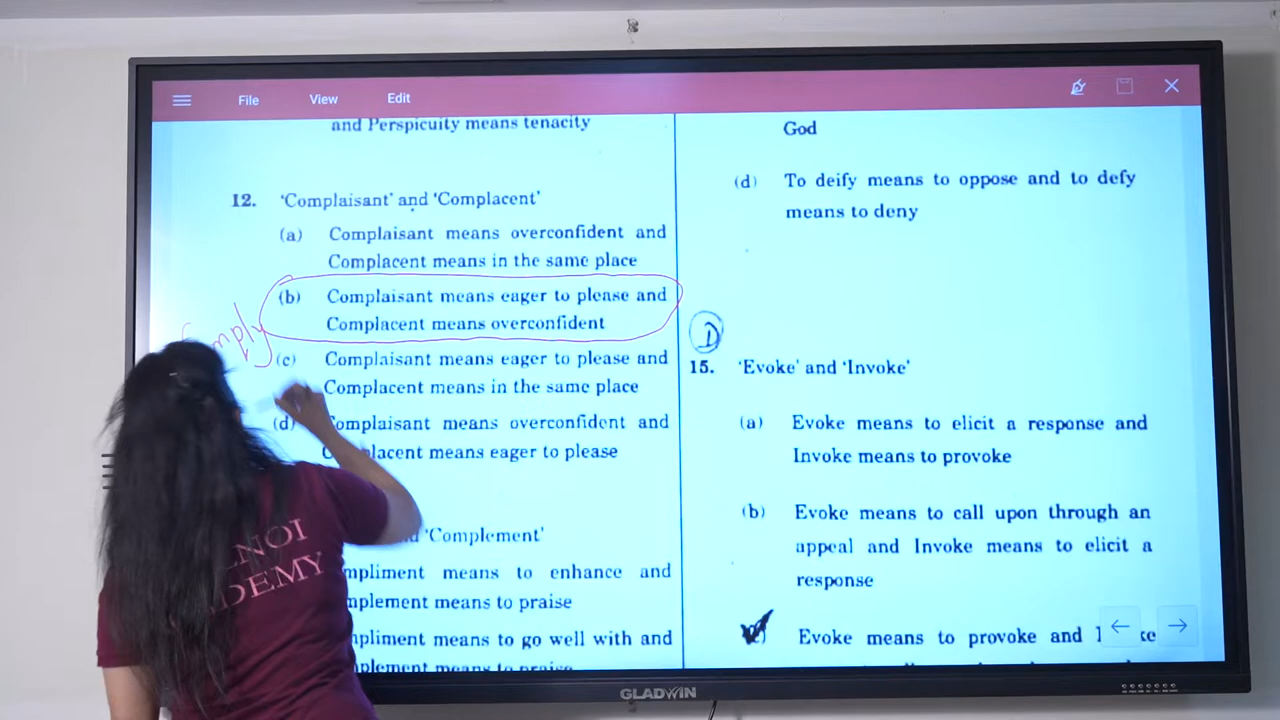 File View Edit
and Perspicuity means tenacity
12. 'Complaisant' and 'Complacent'
(a) Complaisant means overconfident and
Complacent means in the same place
(b) Complaisant means eager to please and
Complacent means overconfident
(c) Complaisant means eager to please and
Complacent means in the same place
(d) Complaisant means overconfident and
means eager to please
'Complement'
means to enhance and
means to praise
means to go well with and
means to praise
God
(d) To deify means to oppose and to defy
means to deny
D
15. 'Evoke' and 'Invoke'
(a) Evoke means to elicit a response and
Invoke means to provoke
(b) Evoke means to call upon through an
appeal and Invoke means to elicit a
response
Evoke means to provoke and
GLADWIN